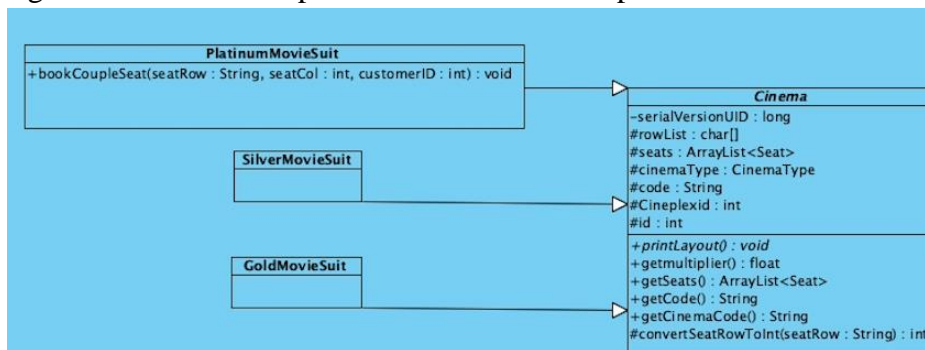 PlatinumMovieSuit
+bookCoupleSeat(seatRow : String, seatCol : int, customerID : int) : void
SilverMovieSuit
GoldMovieSuit
Cinema
-serialVersionUID : long
#rowList : char[]
#seats : ArrayList<Seat>
#cinemaType : CinemaType
#code : String
#Cineplexid : int
#id : int
+printLayout() : void
+getmultiplier() : float
+getSeats() : ArrayList<Seat>
+getCode() : String
+getCinemaCode() : String
#convertSeatRowToInt(seatRow : String) : int